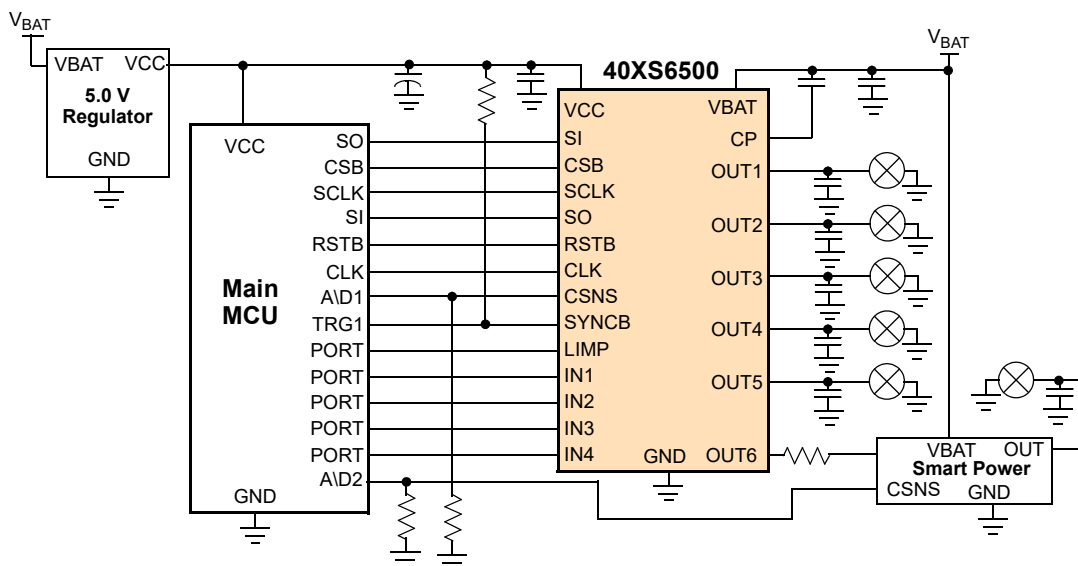 VBAT
VBAT VCC
5.0 V
Regulator
GND
Main
MCU
VCC
SO
CSB
SCLK
SI
RSTB
CLK
A\D1
TRG1
PORT
PORT
PORT
PORT
PORT
A\D2
GND
40XS6500
VCC
SI
CSB
SCLK
SO
RSTB
CLK
CSNS
SYNCB
LIMP
IN1
IN2
IN3
IN4
GND
VBAT
CP
OUT1
OUT2
OUT3
OUT4
OUT5
OUT6
VBAT
VBAT OUT
Smart Power
CSNS GND